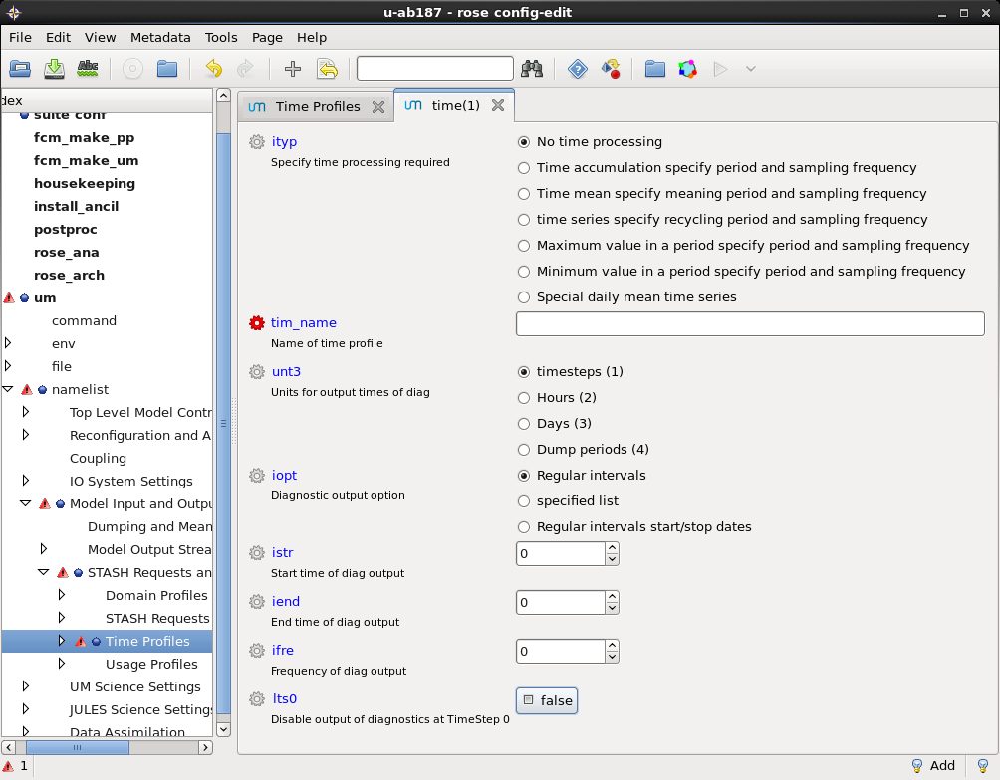 u-ab187 - rose config-edit
File Edit View Metadata Tools Page Help
Abc
dex
suite conf
fcm_make_pp
fcm_make_um
housekeeping
install_ancil
postproc
rose_ana
rose_arch
um
command
env
file
namelist
Top Level Model Contr
Reconfiguration and A
Coupling
IO System Settings
Model Input and Outpu
Dumping and Mean
Model Output Strea
STASH Requests an
Domain Profiles
STASH Requests
Time Profiles
Usage Profiles
UM Science Settings
JULES Science Settings
Data Assimilation
1
um Time Profiles
um time(1)
ityp
Specify time processing required
No time processing
Time accumulation specify period and sampling frequency
Time mean specify meaning period and sampling frequency
time series specify recycling period and sampling frequency
Maximum value in a period specify period and sampling frequency
Minimum value in a period specify period and sampling frequency
Special daily mean time series
tim_name
Name of time profile
unt3
Units for output times of diag
timesteps (1)
Hours (2)
Days (3)
Dump periods (4)
iopt
Diagnostic output option
Regular intervals
specified list
Regular intervals start/stop dates
istr
Start time of diag output
0
iend
End time of diag output
0
ifre
Frequency of diag output
0
lts0
Disable output of diagnostics at TimeStep 0
false
Add